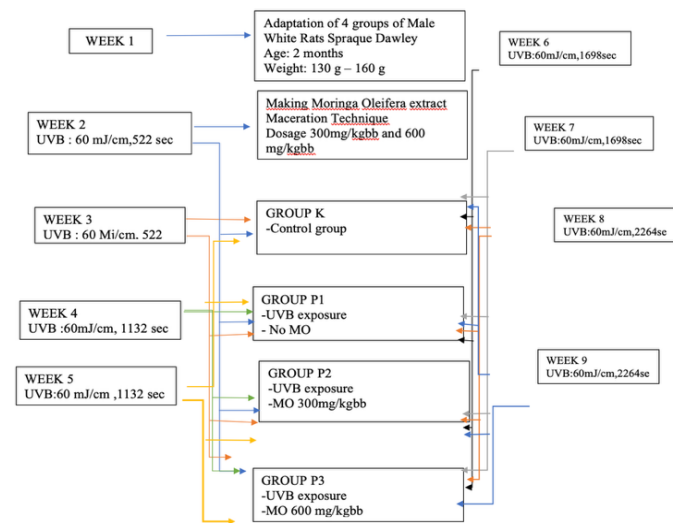 WEEK 1
Adaptation of 4 groups of Male
White Rats Spraque Dawley
Age: 2 months
Weight: 130 g – 160 g
WEEK 2
UVB : 60 mJ/cm,522 sec
Making Moringa Oleifera extract
Maceration Technique
Dosage 300mg/kgbb and 600
mg/kgbb
WEEK 3
UVB : 60 Mi/cm. 522
GROUP K
-Control group
WEEK 4
UVB :60mJ/cm, 1132 sec
GROUP P1
-UVB exposure
- No MO
WEEK 5
UVB:60 mJ/cm ,1132 sec
GROUP P2
-UVB exposure
-MO 300mg/kgbb
GROUP P3
-UVB exposure
-MO 600 mg/kgbb
WEEK 6
UVB:60mJ/cm,1698sec
WEEK 7
UVB:60mJ/cm,1698sec
WEEK 8
UVB:60mJ/cm,2264se
WEEK 9
UVB:60mJ/cm,2264se